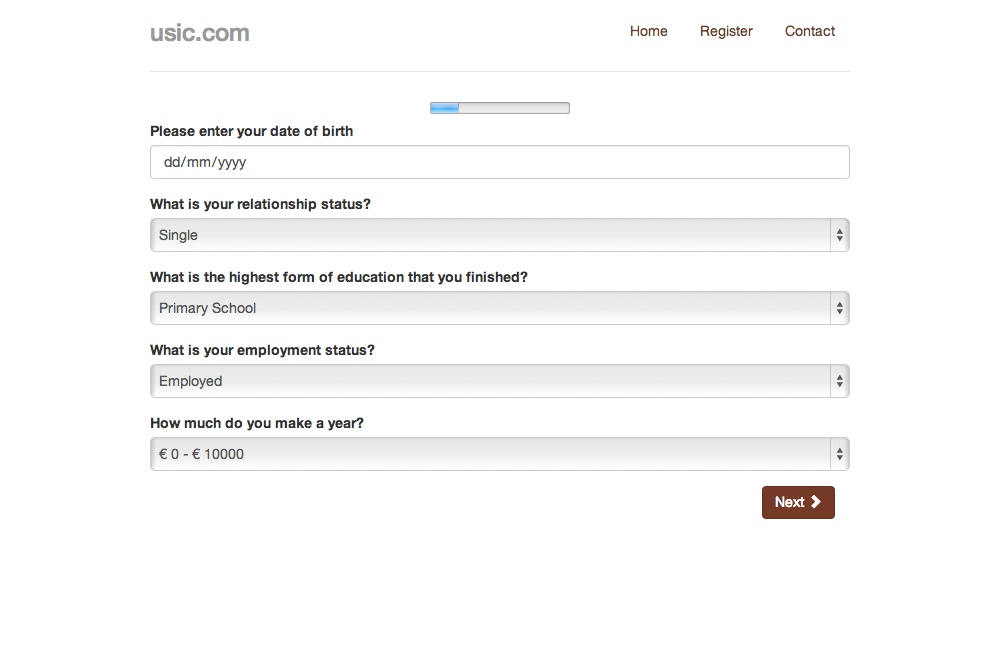 usic.com
Home Register Contact
Please enter your date of birth
dd/mm/yyyy
What is your relationship status?
Single
What is the highest form of education that you finished?
Primary School
What is your employment status?
Employed
How much do you make a year?
€ 0 - € 10000
Next